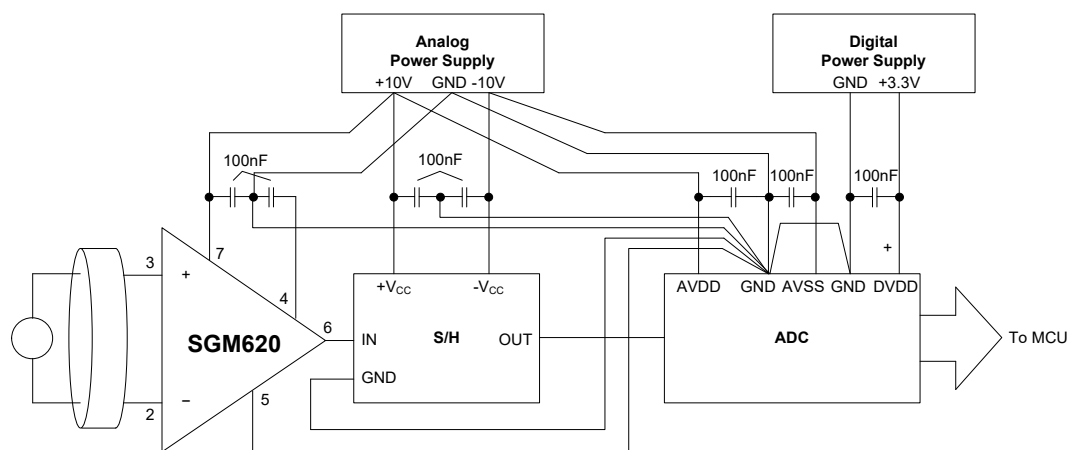 Analog
Power Supply
+10V GND -10V
Digital
Power Supply
GND +3.3V
100nF
100nF
100nF
100nF
100nF
7
3
+
4
+
+VCC
-VCC
AVDD
GND
AVSS
GND
DVDD
6
SGM620
IN
S/H
OUT
ADC
To MCU
GND
2
−
5